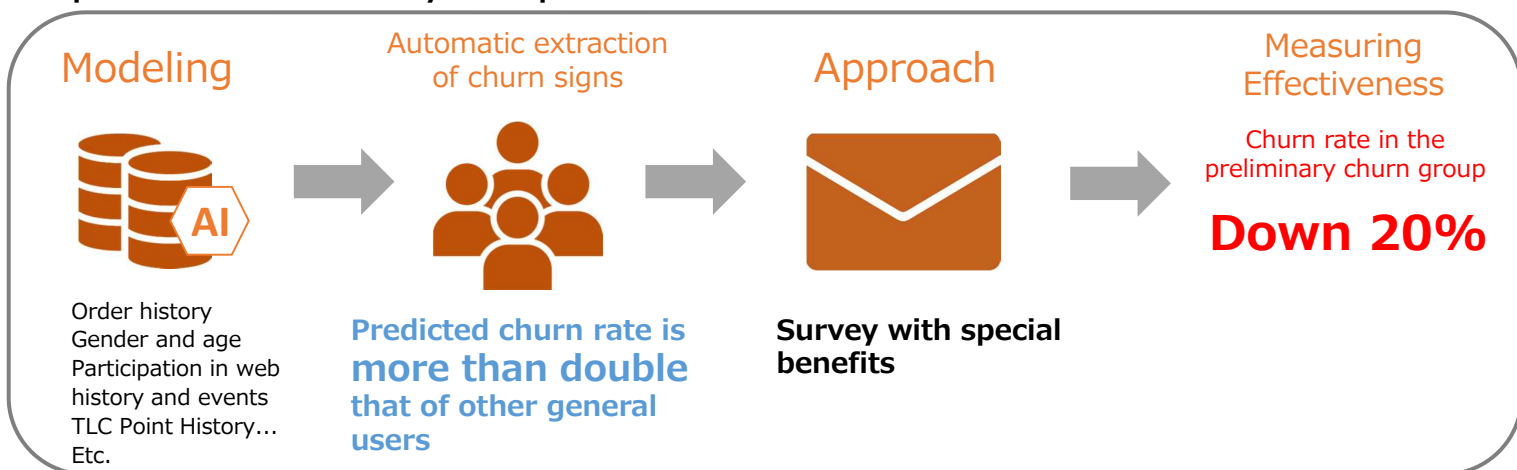 Modeling
AI
Order history
Gender and age
Participation in web
history and events
TLC Point History...
Etc.
Automatic extraction
of churn signs
Predicted churn rate is
more than double
that of other general
users
Approach
Survey with special
benefits
Measuring
Effectiveness
Churn rate in the
preliminary churn group
Down 20%